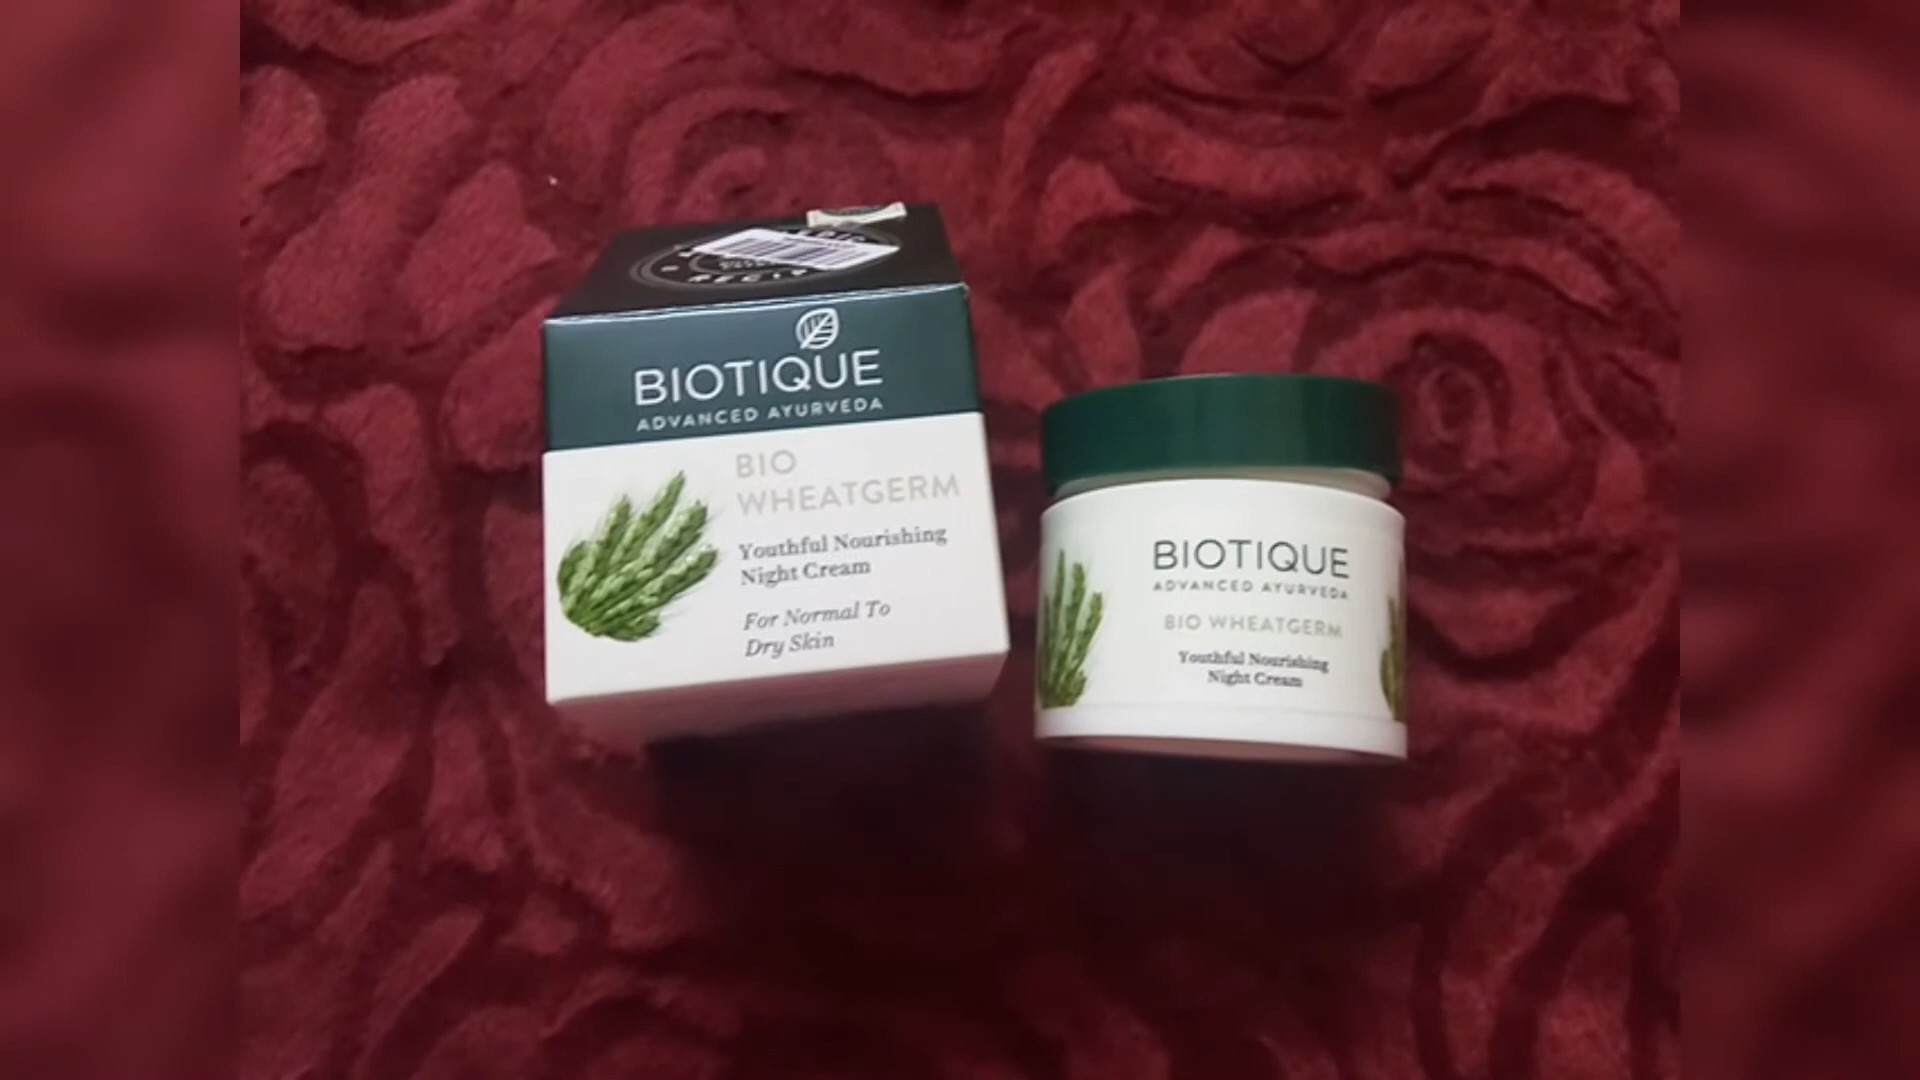 BIOTIQUE
ADVANCED AYURVEDA
BIO
WHEATGERM
Youthful Nourishing
Night Cream
For Normal To
Dry Skin
BIOTIQUE
ADVANCED AYURVEDA
BIO WHEATGERM
Youthful Nourishing
Night Cream